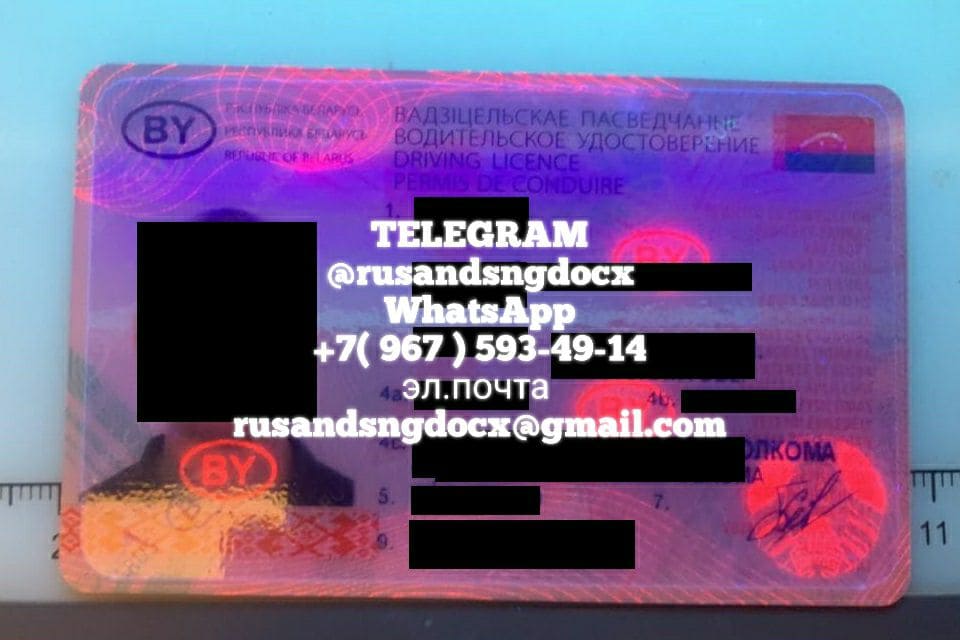 BY
РЭСПУБЛІКА БЕЛАРУСЬ
РЕСПУБЛИКА БЕЛАРУСЬ
REPUBLIC OF BELARUS
ВАДЗІЦЕЛЬСКАЕ ПАСВЕДЧАННЕ
ВОДИТЕЛЬСКОЕ УДОСТОВЕРЕНИЕ
DRIVING LICENCE
PERMIS DE CONDUIRE
1.
TELEGRAM
BY
@rusandsngdocx
WhatsApp
+7( 967 ) 593-49-14
4a
эл.почта
4b.
rusandsngdocx@gmail.com
BY
5.
7.
9.
11